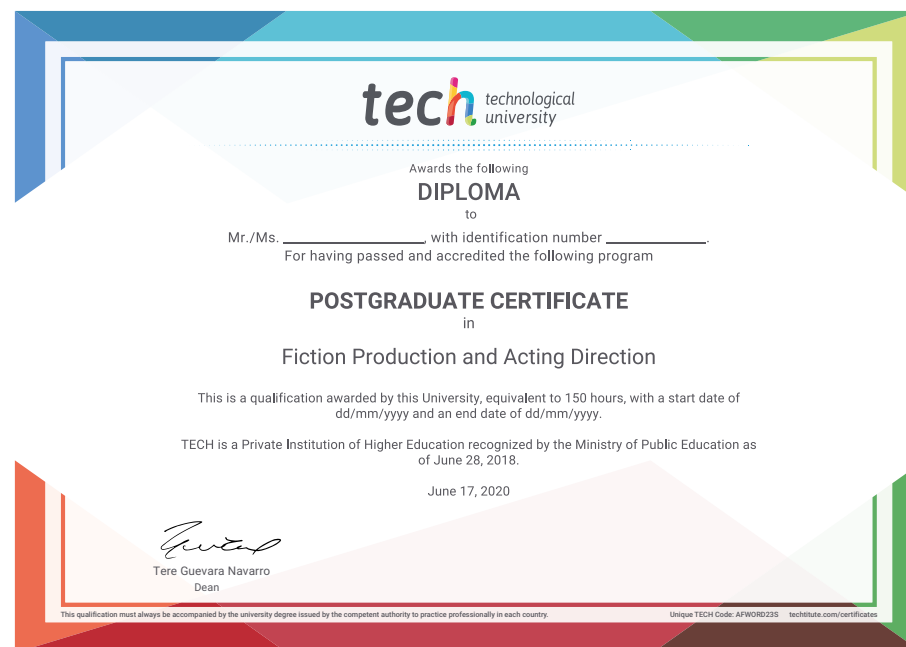 tech technological
university
Awards the following
DIPLOMA
to
Mr./Ms. ____________________, with identification number ______________.
For having passed and accredited the following program
POSTGRADUATE CERTIFICATE
in
Fiction Production and Acting Direction
This is a qualification awarded by this University, equivalent to 150 hours, with a start date of
dd/mm/yyyy and an end date of dd/mm/yyyy.
TECH is a Private Institution of Higher Education recognized by the Ministry of Public Education as
of June 28, 2018.
June 17, 2020
Tere Guevara Navarro
Dean
This qualification must always be accompanied by the university degree issued by the competent authority to practice professionally in each country. Unique TECH Code: AFWORD23S techtitute.com/certificates